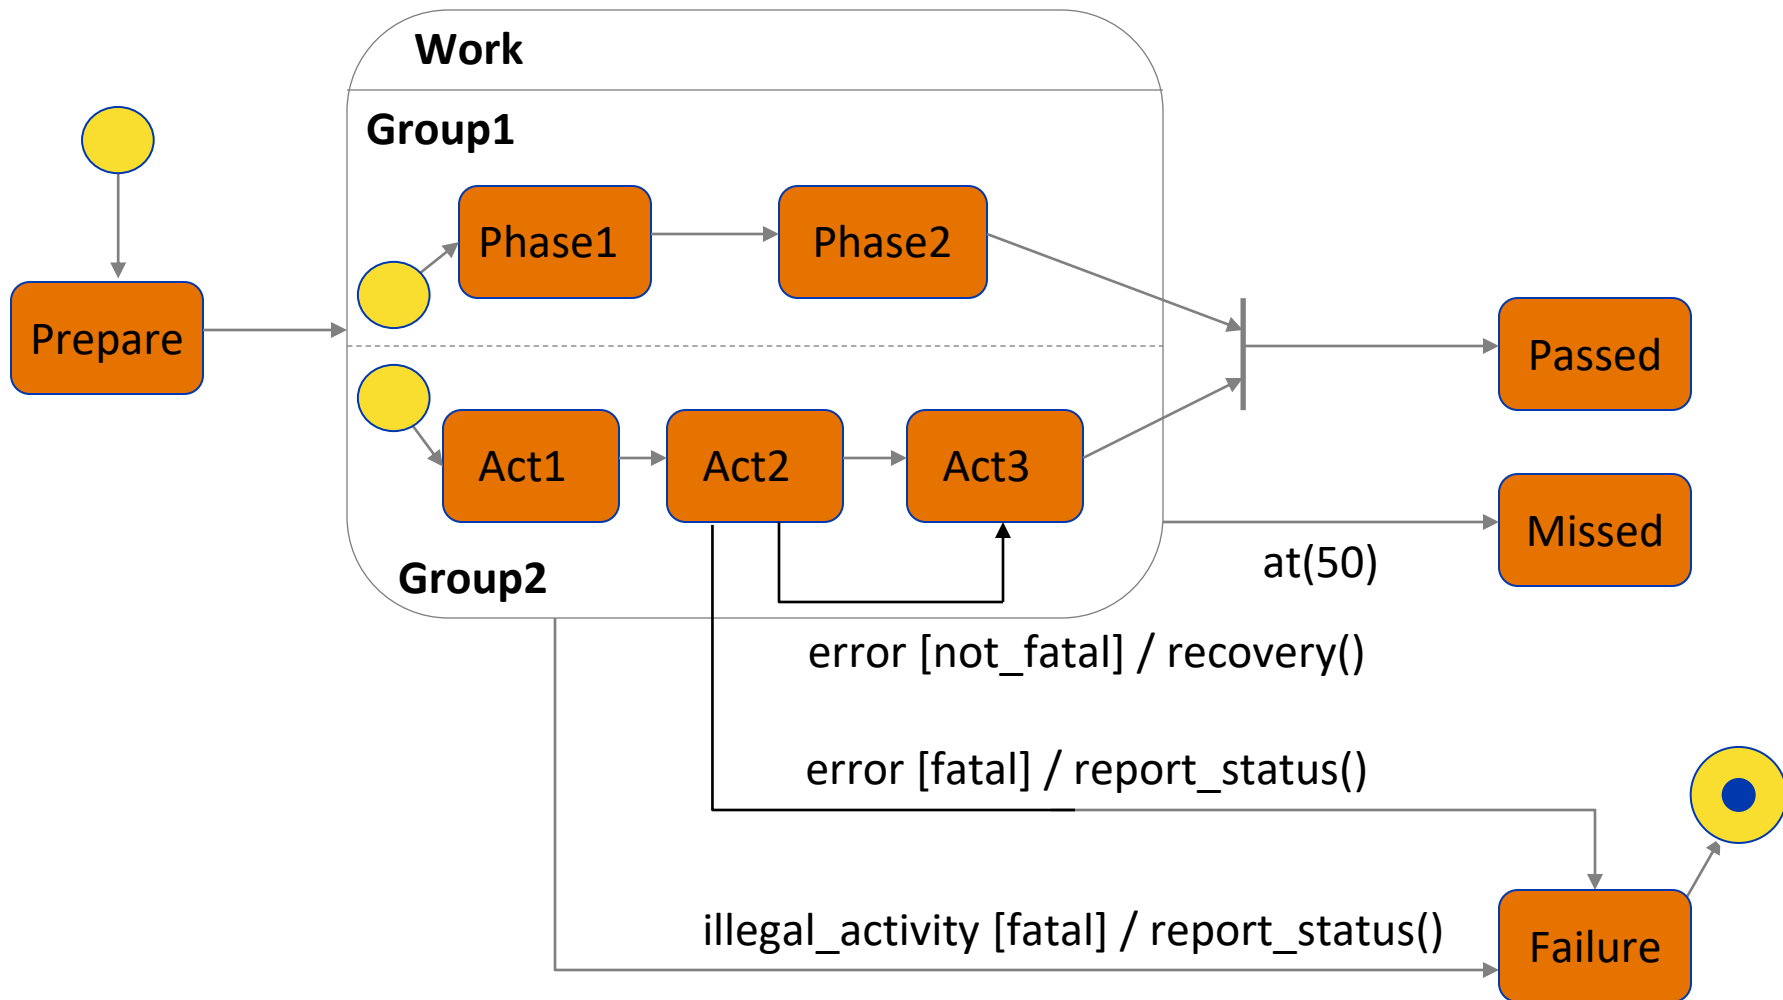 Work
Group1
Phase1
Phase2
Prepare
Passed
Act1
Act2
Act3
Missed
at(50)
Group2
error [not_fatal] / recovery()
error [fatal] / report_status()
illegal_activity [fatal] / report_status()
Failure